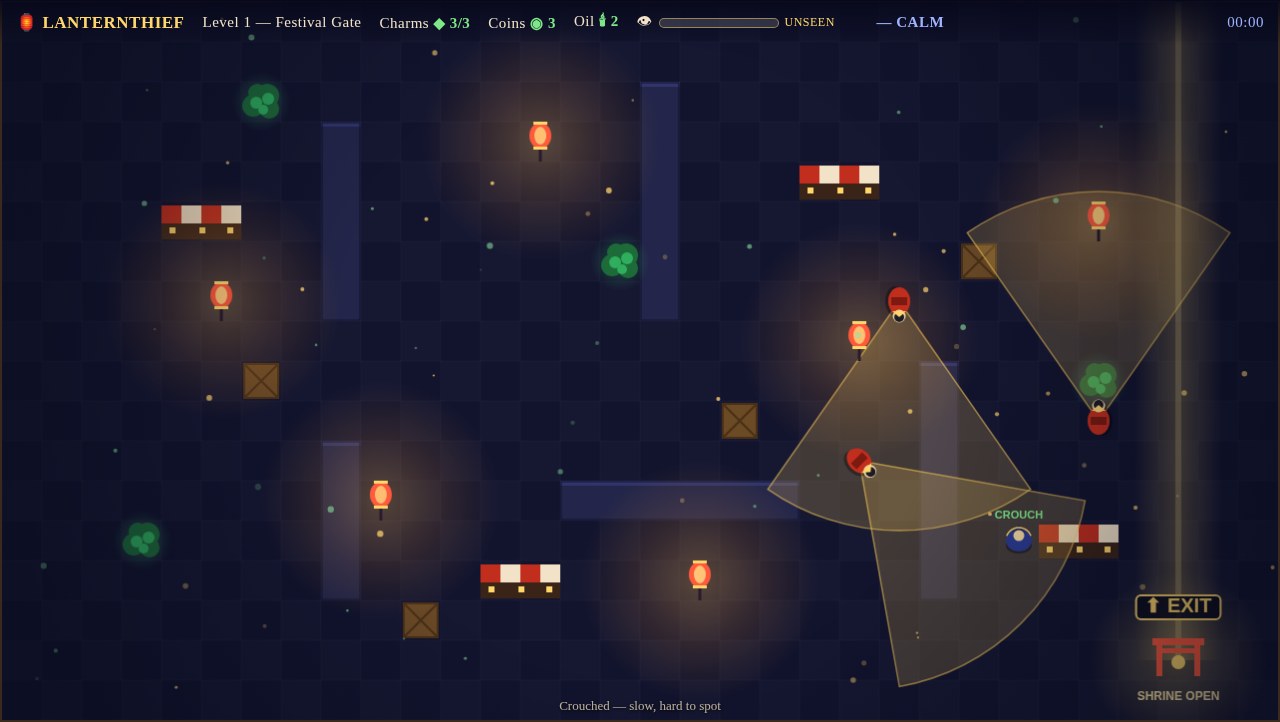 LANTERNTHIEF Level 1 — Festival Gate Charms ◆ 3/3 Coins ◉ 3 Oil 2 UNSEEN — CALM 00:00
CROUCH
⬆ EXIT
SHRINE OPEN
Crouched — slow, hard to spot